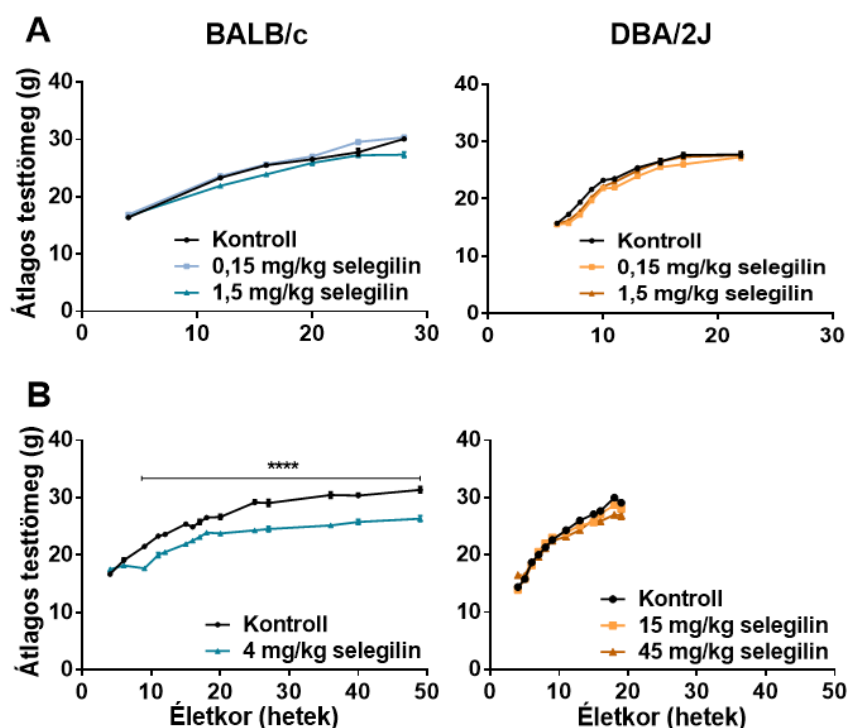 A
BALB/c
DBA/2J
Átlagos testtömeg (g)
40
30
20
10
0
Kontroll
0,15 mg/kg selegilin
1,5 mg/kg selegilin
0
10
20
30
40
30
20
10
0
Kontroll
0,15 mg/kg selegilin
1,5 mg/kg selegilin
0
10
20
30
B
Átlagos testtömeg (g)
40
30
20
10
0
****
Kontroll
4 mg/kg selegilin
0
10
20
30
40
50
Életkor (hetek)
40
30
20
10
0
Kontroll
15 mg/kg selegilin
45 mg/kg selegilin
0
10
20
30
40
50
Életkor (hetek)